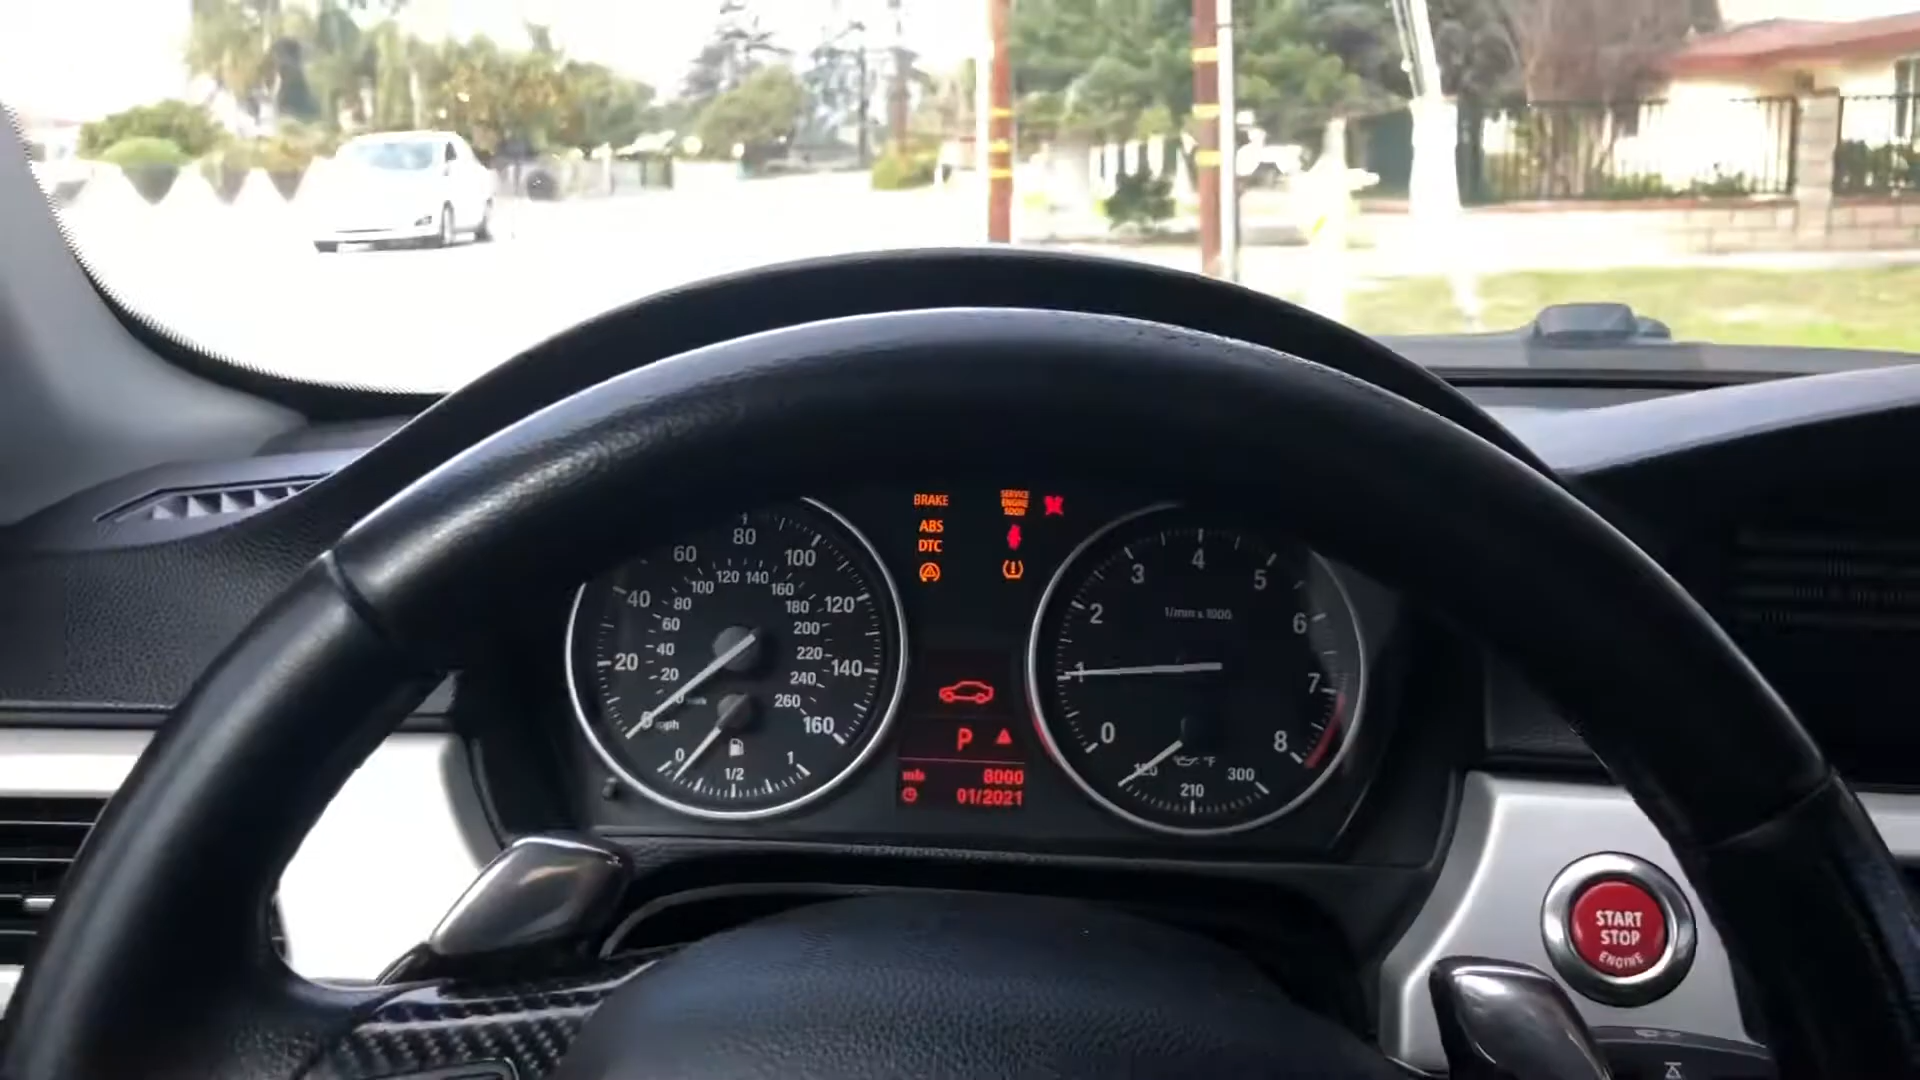 BRAKE
SERVICE
ENGINE
SOON
ABS
DTC
20
40
60
80
100
120
140
160
20
40
60
80
100
120
140
160
180
200
220
240
260
mph
0
1/2
1
0
1
2
3
4
5
6
7
8
1/min x 1000
120
210
300
°F
P
mb 8000
01/2021
START
STOP
ENGINE